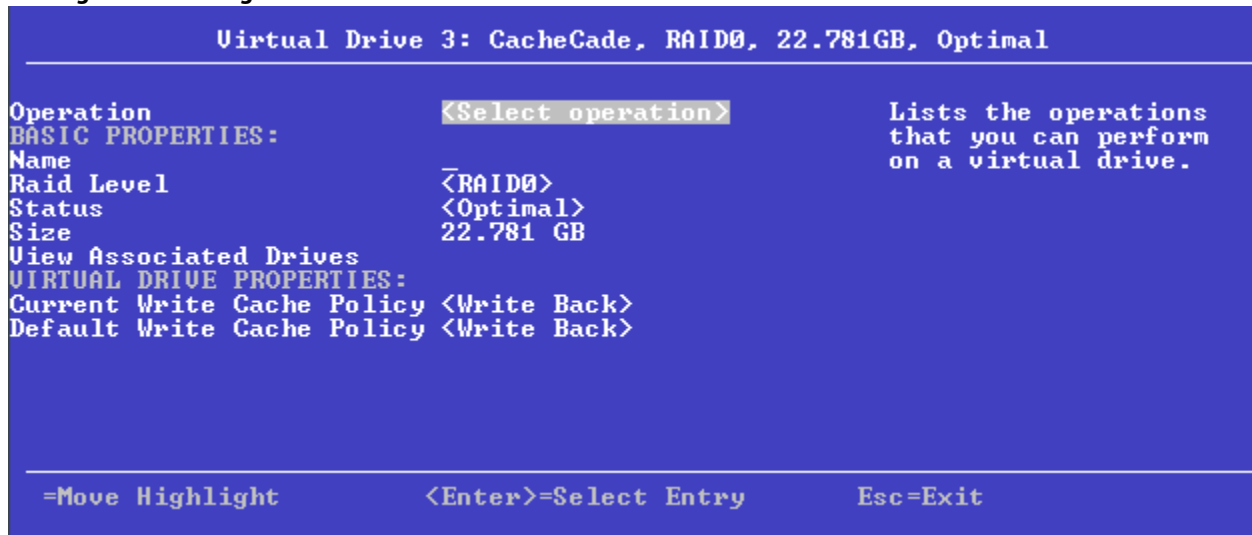 Virtual Drive 3: CacheCade, RAID0, 22.781GB, Optimal
Operation <Select operation> Lists the operations
BASIC PROPERTIES: that you can perform
Name _ on a virtual drive.
Raid Level <RAID0>
Status <Optimal>
Size 22.781 GB
View Associated Drives
VIRTUAL DRIVE PROPERTIES:
Current Write Cache Policy <Write Back>
Default Write Cache Policy <Write Back>
=Move Highlight <Enter>=Select Entry Esc=Exit